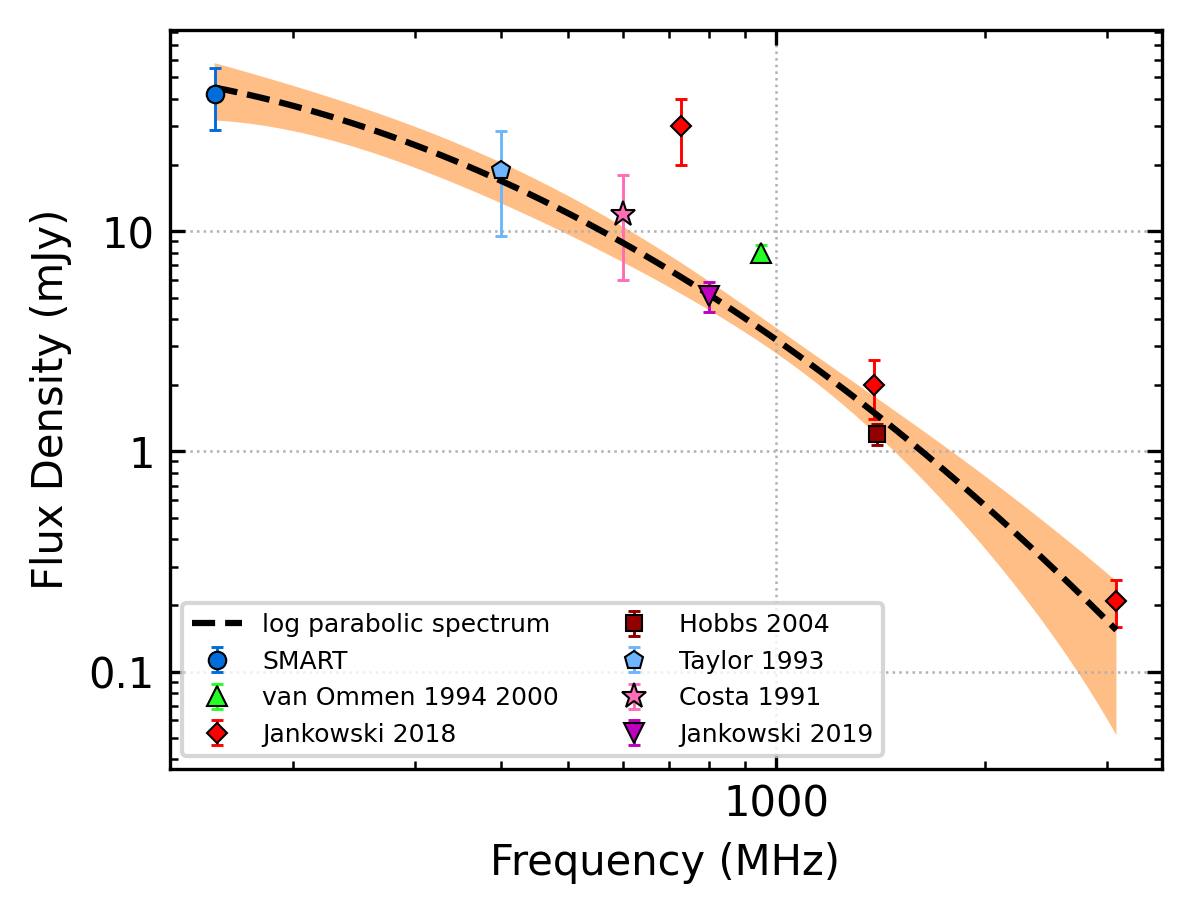 Flux Density (mJy)
10
1
0.1
log parabolic spectrum
SMART
van Ommen 1994 2000
Jankowski 2018
Hobbs 2004
Taylor 1993
Costa 1991
Jankowski 2019
1000
Frequency (MHz)